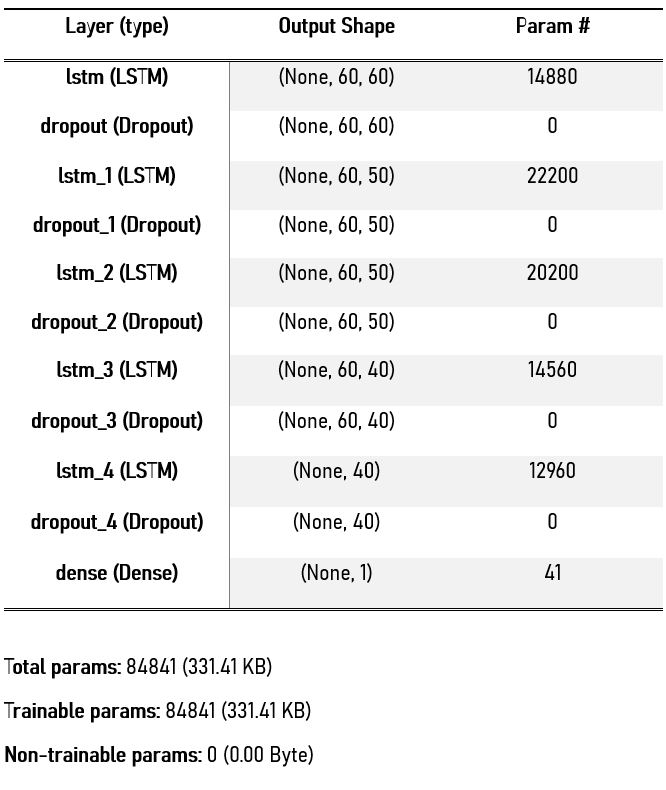 Layer (type) Output Shape Param #
lstm (LSTM) (None, 60, 60) 14880
dropout (Dropout) (None, 60, 60) 0
lstm_1 (LSTM) (None, 60, 50) 22200
dropout_1 (Dropout) (None, 60, 50) 0
lstm_2 (LSTM) (None, 60, 50) 20200
dropout_2 (Dropout) (None, 60, 50) 0
lstm_3 (LSTM) (None, 60, 40) 14560
dropout_3 (Dropout) (None, 60, 40) 0
lstm_4 (LSTM) (None, 40) 12960
dropout_4 (Dropout) (None, 40) 0
dense (Dense) (None, 1) 41
Total params: 84841 (331.41 KB)
Trainable params: 84841 (331.41 KB)
Non-trainable params: 0 (0.00 Byte)